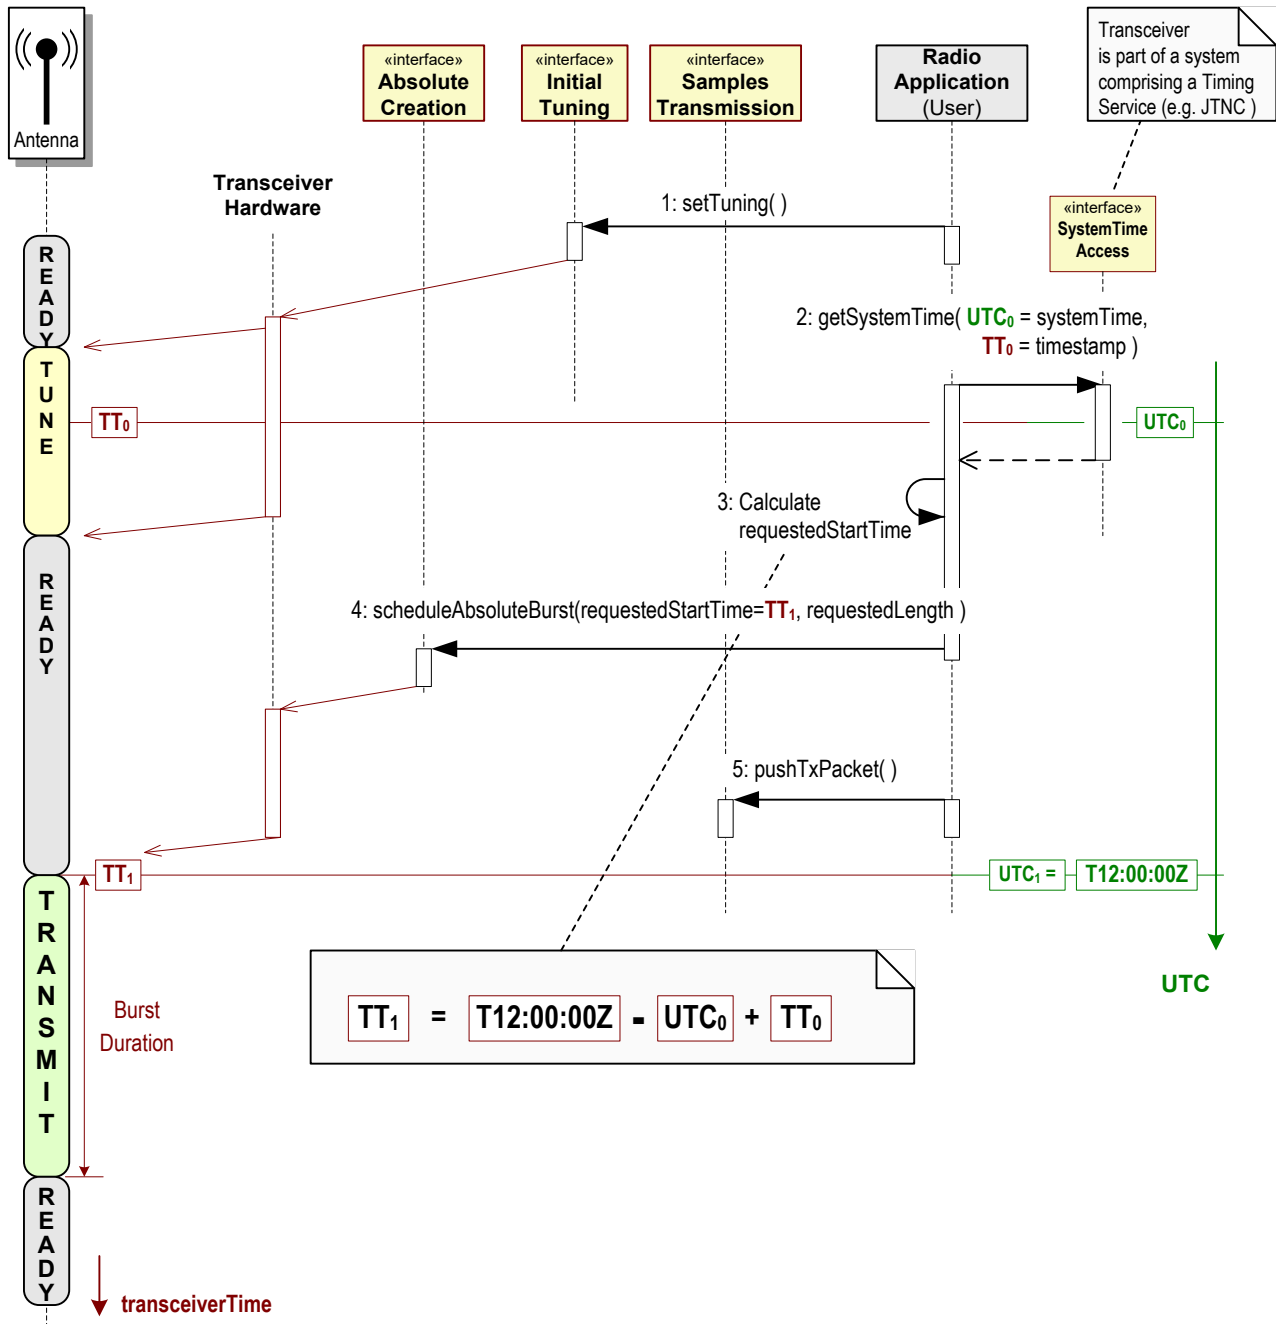 Antenna
«interface»
Absolute
Creation
«interface»
Initial
Tuning
«interface»
Samples
Transmission
Radio
Application
(User)
Transceiver
is part of a system
comprising a Timing
Service (e.g. JTNC )
Transceiver
Hardware
1: setTuning( )
«interface»
SystemTime
Access
READY
2: getSystemTime( UTC₀ = systemTime,
TT₀ = timestamp )
TUNE
TT₀
UTC₀
3: Calculate
requestedStartTime
READY
4: scheduleAbsoluteBurst(requestedStartTime=TT₁, requestedLength )
5: pushTxPacket( )
TT₁
UTC₁ =
T12:00:00Z
TRANSMIT
UTC
Burst
Duration
TT₁ = T12:00:00Z - UTC₀ + TT₀
READY
transceiverTime